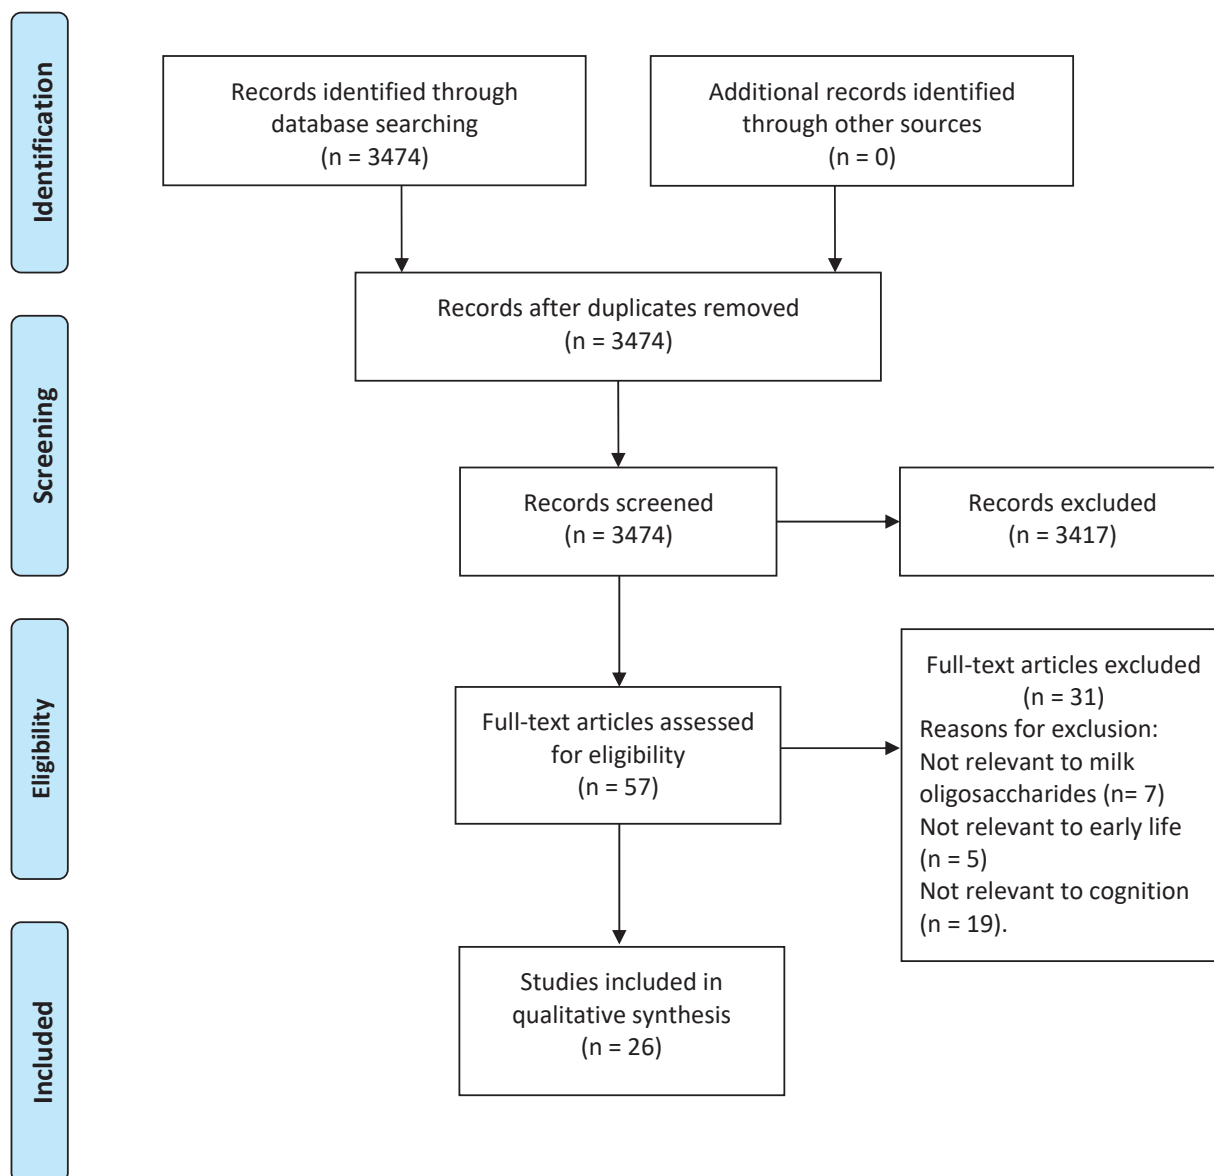 Identification
Records identified through
database searching
(n = 3474)
Additional records identified
through other sources
(n = 0)
Records after duplicates removed
(n = 3474)
Screening
Records screened
(n = 3474)
Records excluded
(n = 3417)
Eligibility
Full-text articles assessed
for eligibility
(n = 57)
Full-text articles excluded
(n = 31)
Reasons for exclusion:
Not relevant to milk
oligosaccharides (n= 7)
Not relevant to early life
(n = 5)
Not relevant to cognition
(n = 19).
Included
Studies included in
qualitative synthesis
(n = 26)